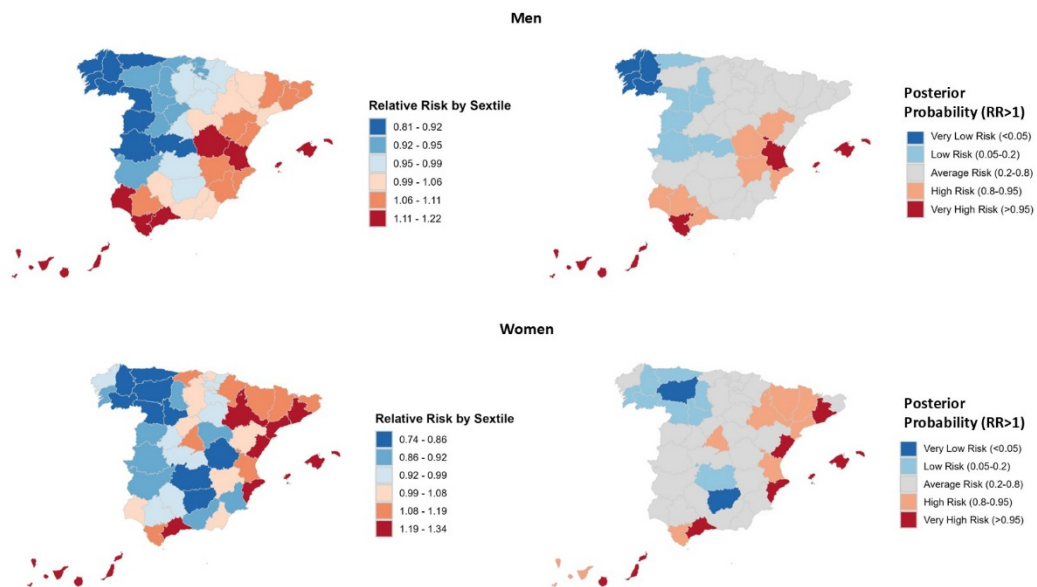 Men
Relative Risk by Sextile
0.81 - 0.92
0.92 - 0.95
0.95 - 0.99
0.99 - 1.06
1.06 - 1.11
1.11 - 1.22
Posterior
Probability (RR>1)
Very Low Risk (<0.05)
Low Risk (0.05-0.2)
Average Risk (0.2-0.8)
High Risk (0.8-0.95)
Very High Risk (>0.95)
Women
Relative Risk by Sextile
0.74 - 0.86
0.86 - 0.92
0.92 - 0.99
0.99 - 1.08
1.08 - 1.19
1.19 - 1.34
Posterior
Probability (RR>1)
Very Low Risk (<0.05)
Low Risk (0.05-0.2)
Average Risk (0.2-0.8)
High Risk (0.8-0.95)
Very High Risk (>0.95)